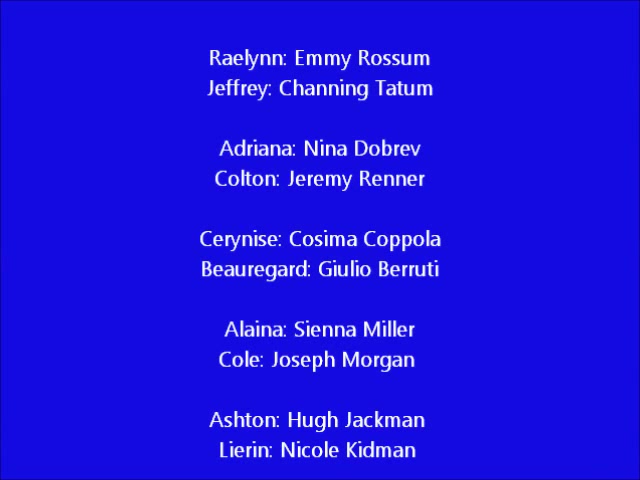 Raelynn: Emmy Rossum
Jeffrey: Channing Tatum
Adriana: Nina Dobrev
Colton: Jeremy Renner
Cerynise: Cosima Coppola
Beauregard: Giulio Berruti
Alaina: Sienna Miller
Cole: Joseph Morgan
Ashton: Hugh Jackman
Lierin: Nicole Kidman